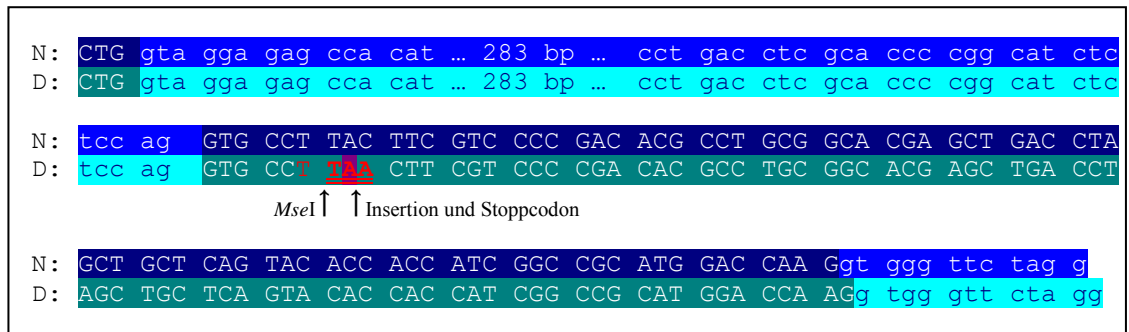 N: CTG gta gga gag cca cat … 283 bp … cct gac ctc gca ccc cgg cat ctc
D: CTG gta gga gag cca cat … 283 bp … cct gac ctc gca ccc cgg cat ctc
N: tcc ag GTG CCT TAC TTC GTC CCC GAC ACG CCT GCG GCA CGA GCT GAC CTA
D: tcc ag GTG CCT TAA CTT CGT CCC CGA CAC GCC TGC GGC ACG AGC TGA CCT
MseI ↑ ↑ Insertion und Stoppcodon
N: GCT GCT CAG TAC ACC ACC ATC GGC CGC ATG GAC CAA Ggt ggg ttc tag g
D: AGC TGC TCA GTA CAC CAC CAT CGG CCG CAT GGA CCA AGg tgg gtt cta gg